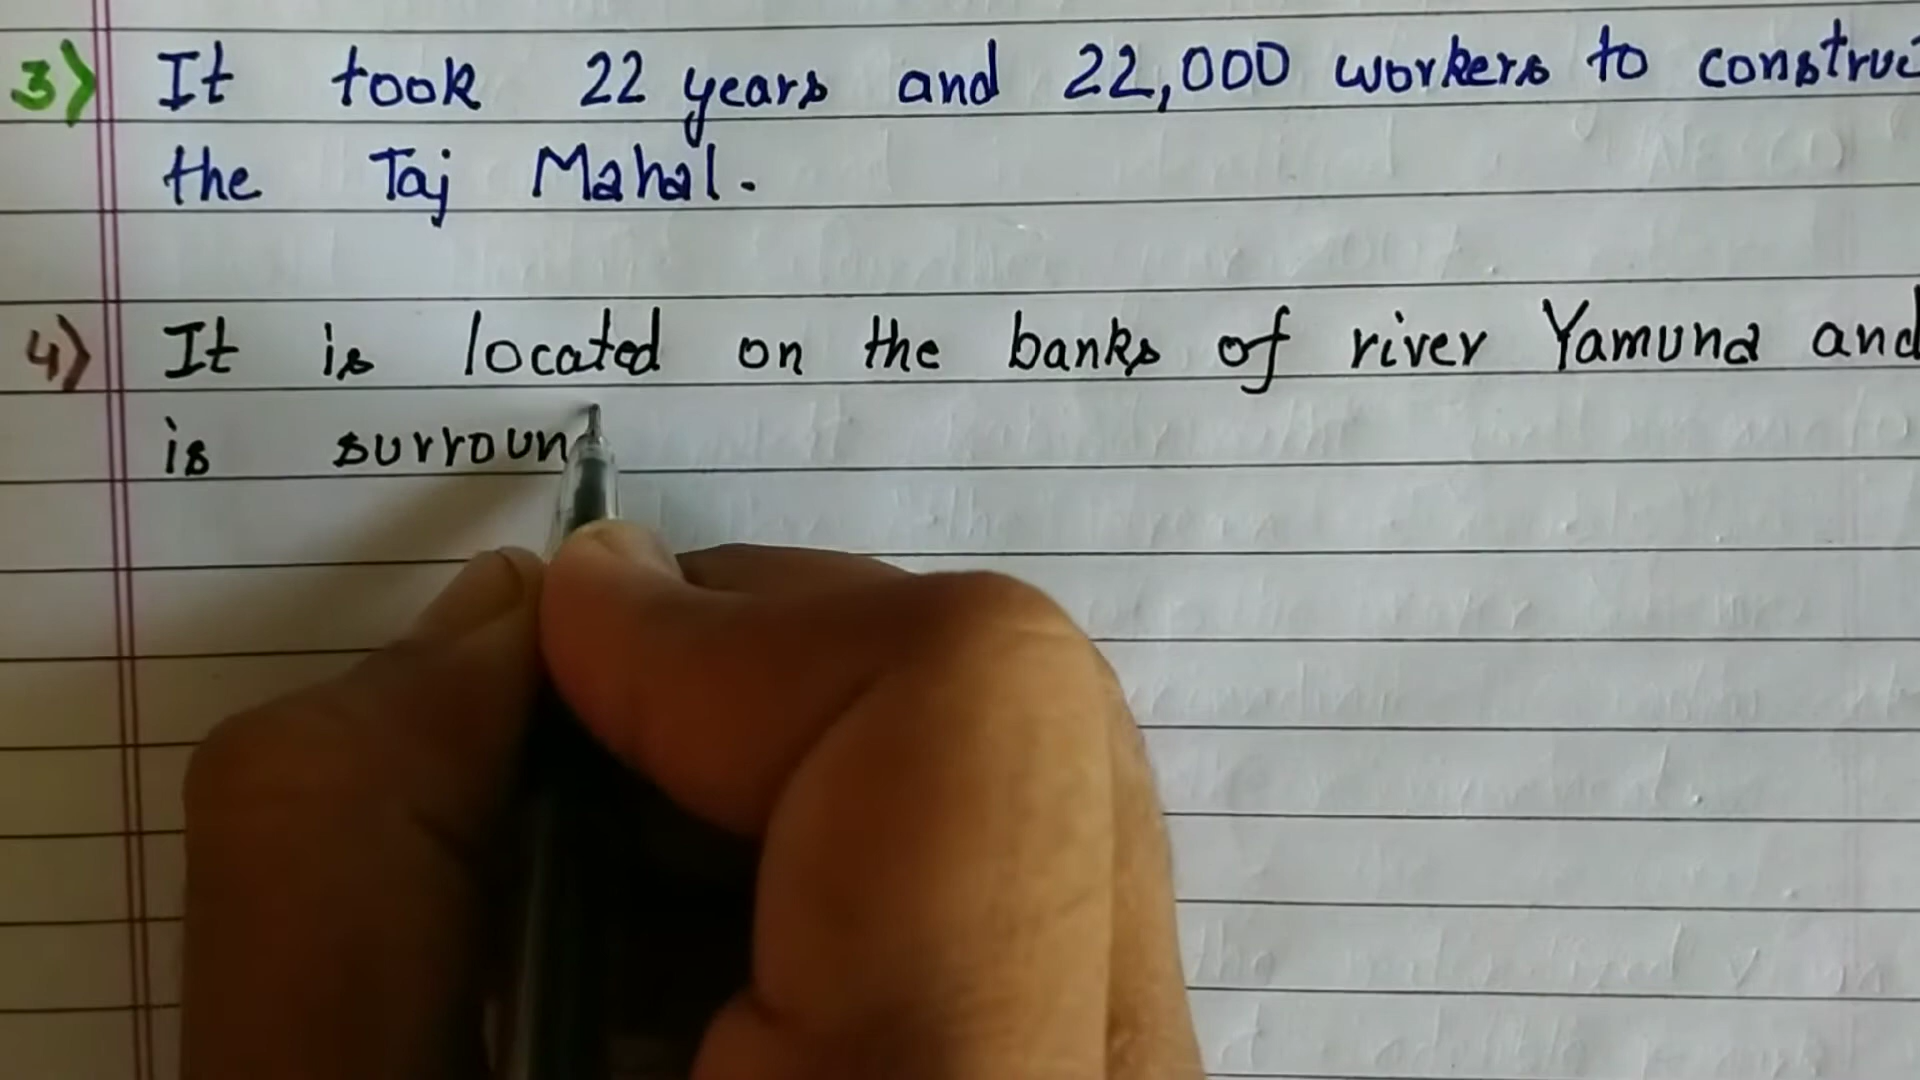 3) It took 22 years and 22,000 workers to construc
the Taj Mahal.
4) It is located on the banks of river Yamuna and
is surroun